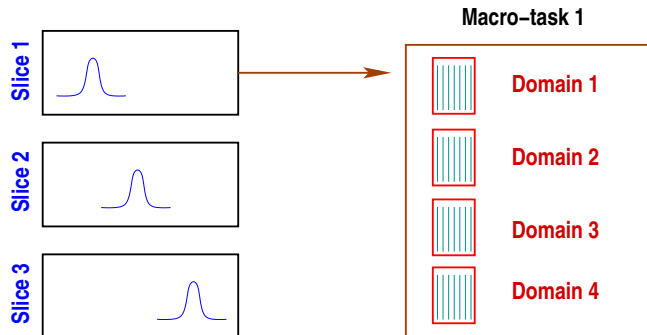 Macro-task 1
Slice 1
Domain 1
Slice 2
Domain 2
Domain 3
Slice 3
Domain 4